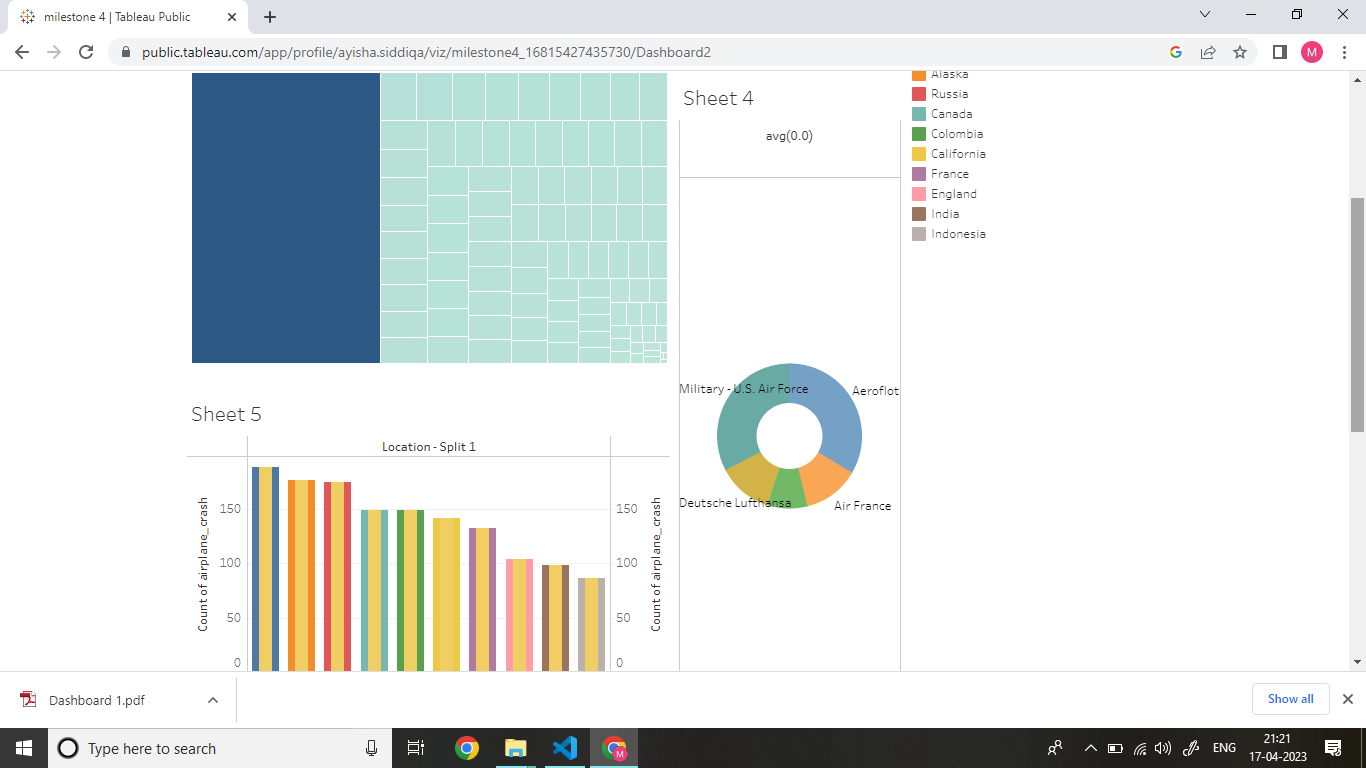 milestone 4 | Tableau Public
public.tableau.com/app/profile/ayisha.siddiqa/viz/milestone4_16815427435730/Dashboard2
M
Sheet 4
avg(0.0)
Military - U.S. Air Force
Aeroflot
Deutsche Lufthansa
Air France
Alaska
Russia
Canada
Colombia
California
France
England
India
Indonesia
Sheet 5
Location - Split 1
Count of airplane_crash
150
100
50
0
150
100
50
0
Count of airplane_crash
Dashboard 1.pdf
Show all
Type here to search
M
ENG
21:21
17-04-2023